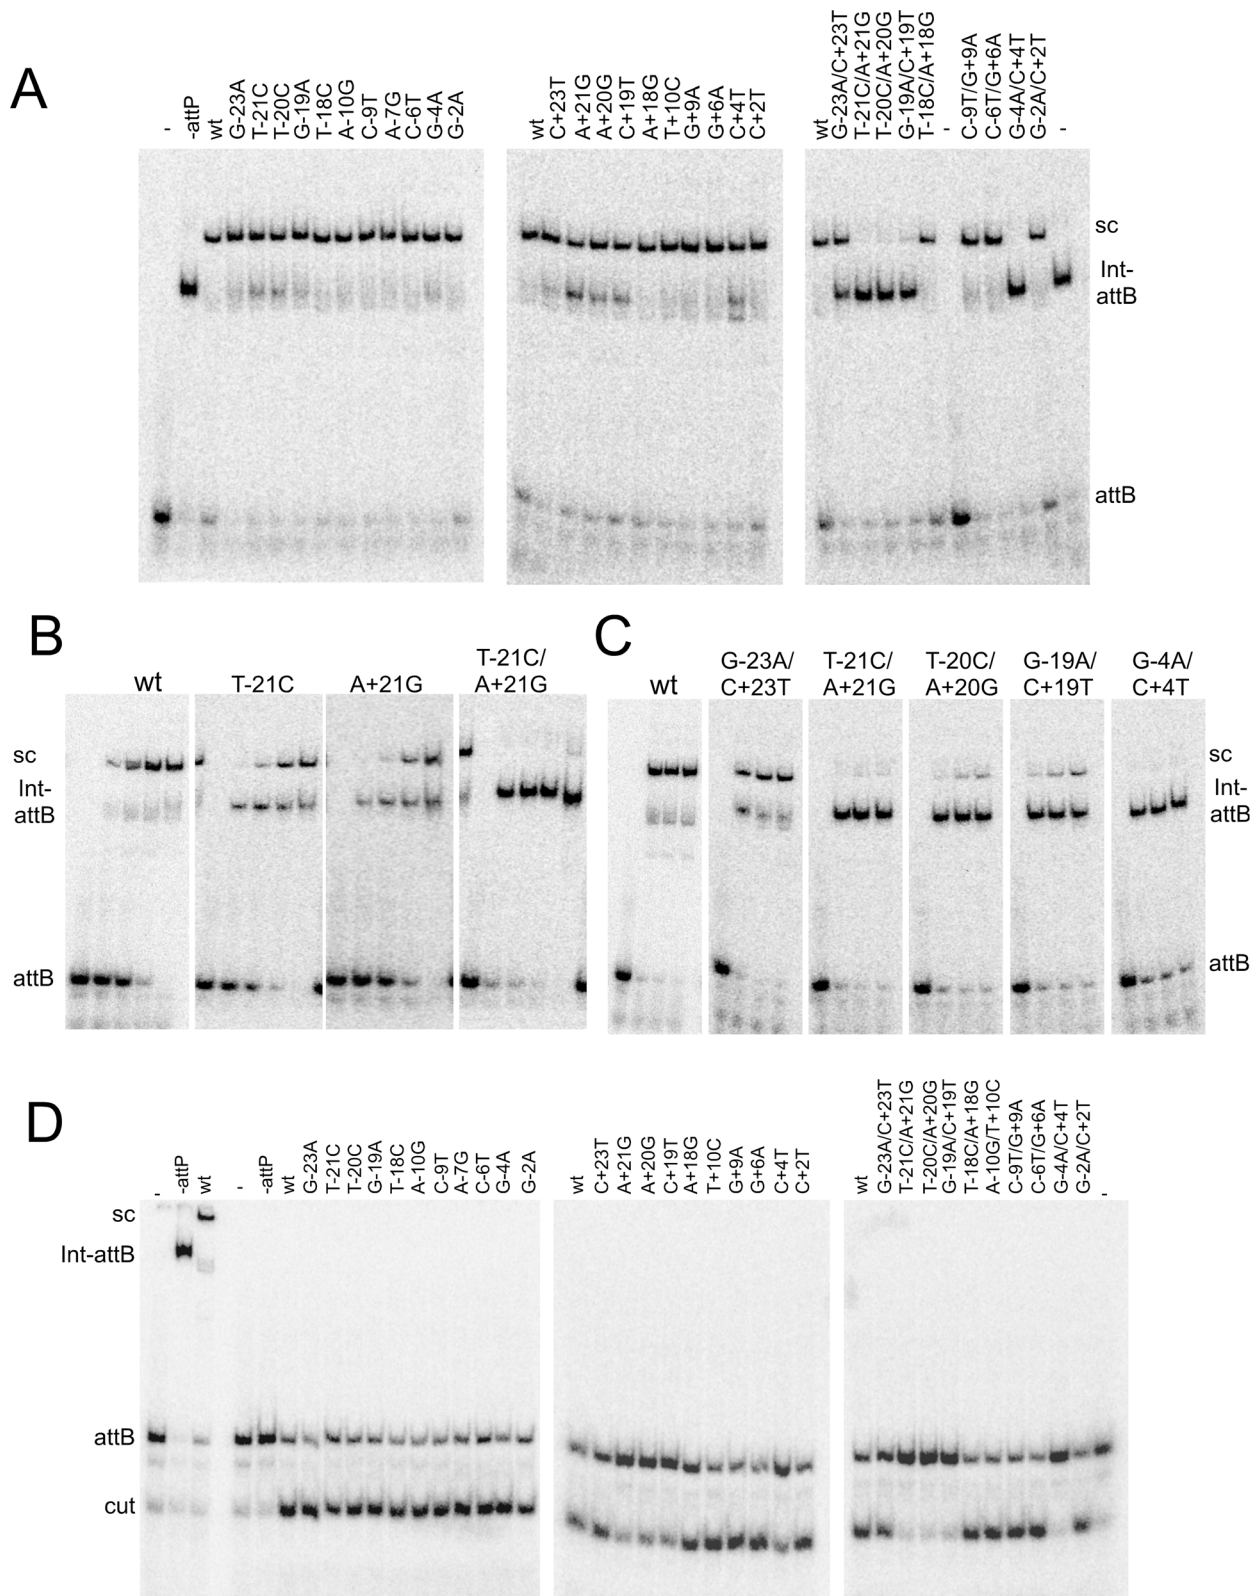 A
-
-attP
wt
G-23A
T-21C
T-20C
G-19A
T-18C
A-10G
C-9T
A-7G
C-6T
G-4A
G-2A
wt
C+23T
A+21G
A+20G
C+19T
A+18G
T+10C
G+9A
G+6A
C+4T
C+2T
wt
G-23A/C+23T
T-21C/A+21G
T-20C/A+20G
G-19A/C+19T
T-18C/A+18G
-
C-9T/G+9A
C-6T/G+6A
G-4A/C+4T
G-2A/C+2T
-
sc
Int-
attB
attB
B
wt
T-21C
A+21G
T-21C/
A+21G
sc
Int-
attB
attB
C
wt
G-23A/
C+23T
T-21C/
A+21G
T-20C/
A+20G
G-19A/
C+19T
G-4A/
C+4T
sc
Int-
attB
attB
D
-
-attP
wt
-
-attP
wt
G-23A
T-21C
T-20C
G-19A
T-18C
A-10G
C-9T
A-7G
C-6T
G-4A
G-2A
wt
C+23T
A+21G
A+20G
C+19T
A+18G
T+10C
G+9A
G+6A
C+4T
C+2T
wt
G-23A/C+23T
T-21C/A+21G
T-20C/A+20G
G-19A/C+19T
T-18C/A+18G
A-10G/T+10C
C-9T/G+9A
C-6T/G+6A
G-4A/C+4T
G-2A/C+2T
-
sc
Int-attB
attB
cut